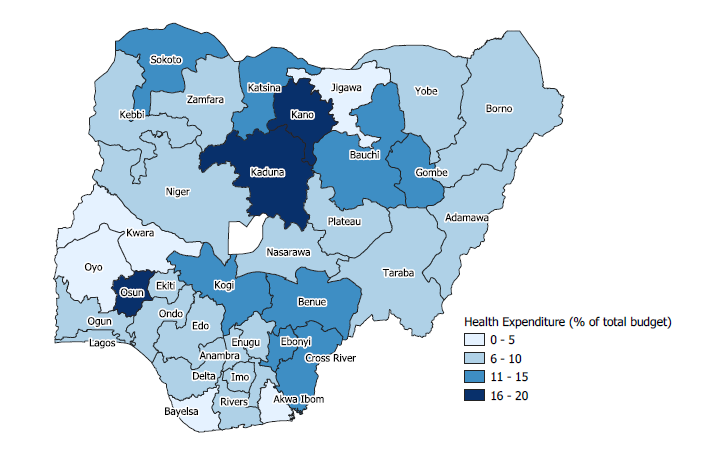 Sokoto
Katsina
Jigawa
Yobe
Borno
Zamfara
Kebbi
Kano
Bauchi
Gombe
Kaduna
Niger
Adamawa
Plateau
Kwara
Nasarawa
Oyo
Taraba
Osun
Ekiti
Kogi
Benue
Ondo
Ogun
Edo
Lagos
Enugu
Ebonyi
Anambra
Cross River
Delta
Imo
Akwa Ibom
Rivers
Bayelsa
Health Expenditure (% of total budget)
0 - 5
6 - 10
11 - 15
16 - 20